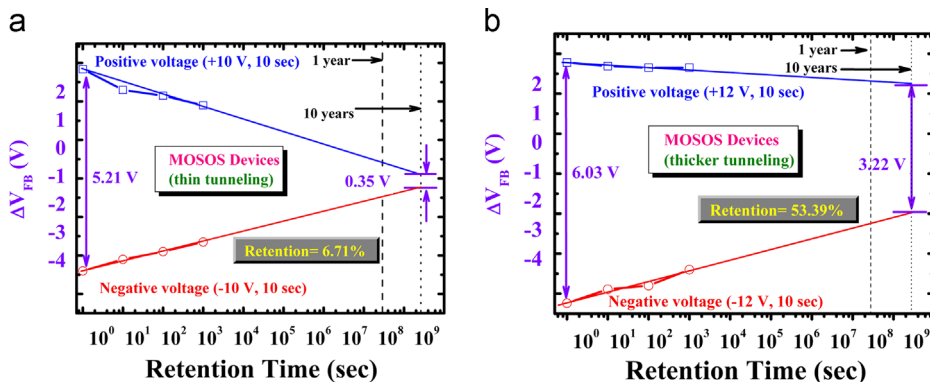 a
Positive voltage (+10 V, 10 sec)
1 year
10 years
MOSOS Devices
(thin tunneling)
5.21 V
0.35 V
Retention= 6.71%
Negative voltage (-10 V, 10 sec)
2
1
0
-1
-2
-3
-4
ΔV_FB (V)
10^0 10^1 10^2 10^3 10^4 10^5 10^6 10^7 10^8 10^9
Retention Time (sec)
b
1 year
10 years
Positive voltage (+12 V, 10 sec)
MOSOS Devices
(thicker tunneling)
6.03 V
3.22 V
Retention= 53.39%
Negative voltage (-12 V, 10 sec)
2
1
0
-1
-2
-3
-4
ΔV_FB (V)
10^0 10^1 10^2 10^3 10^4 10^5 10^6 10^7 10^8 10^9
Retention Time (sec)